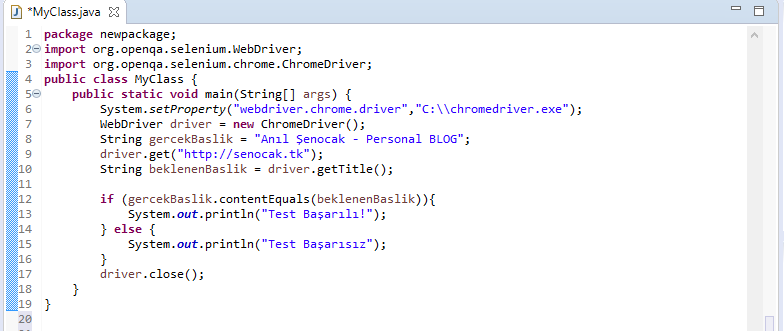 *MyClass.java
1 package newpackage;
2 import org.openqa.selenium.WebDriver;
3 import org.openqa.selenium.chrome.ChromeDriver;
4 public class MyClass {
5     public static void main(String[] args) {
6         System.setProperty("webdriver.chrome.driver","C:\\chromedriver.exe");
7         WebDriver driver = new ChromeDriver();
8         String gercekBaslik = "Anıl Şenocak - Personal BLOG";
9         driver.get("http://senocak.tk");
10         String beklenenBaslik = driver.getTitle();
11
12         if (gercekBaslik.contentEquals(beklenenBaslik)){
13             System.out.println("Test Başarılı!");
14         } else {
15             System.out.println("Test Başarısız");
16         }
17         driver.close();
18     }
19 }
20